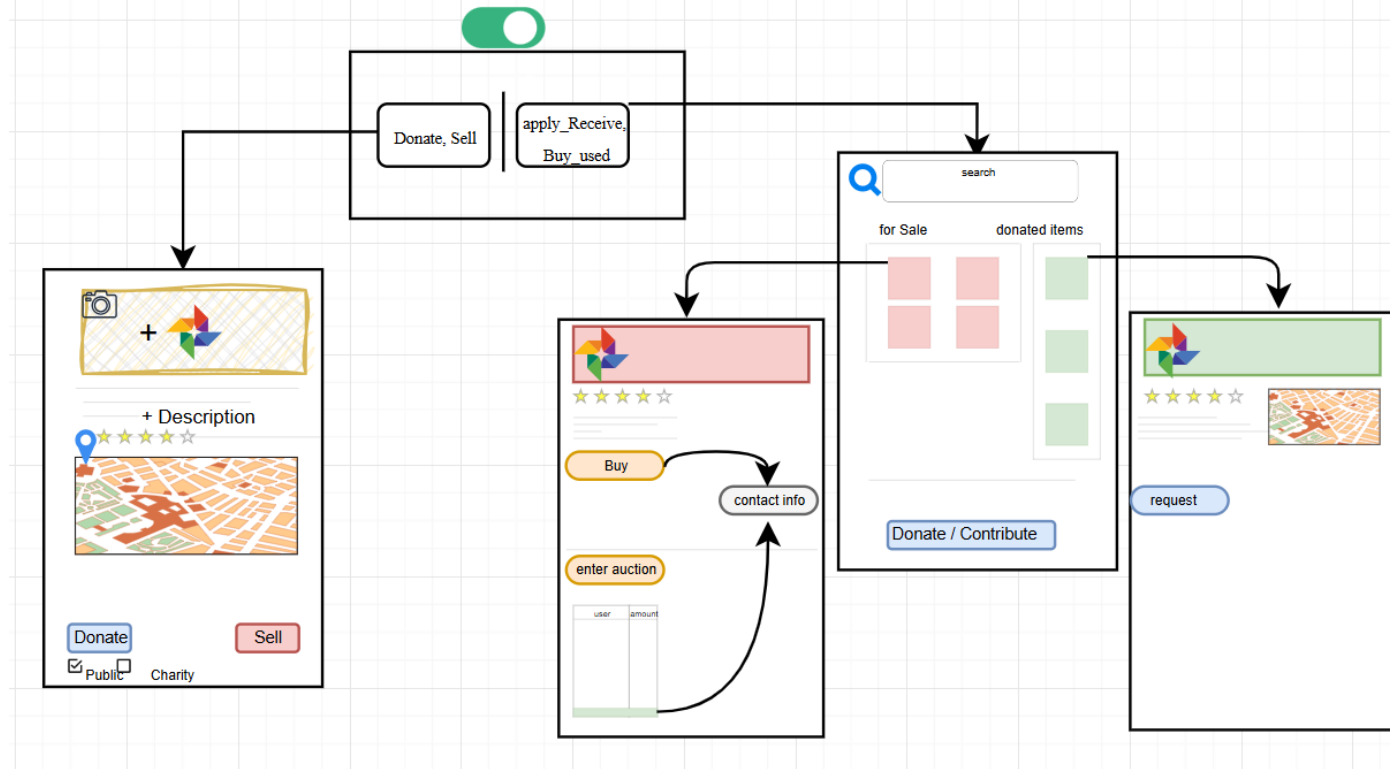 Donate, Sell
apply_Receive,
Buy_used
search
for Sale
donated items
+
+ Description
Buy
contact info
request
Donate / Contribute
enter auction
user
amount
Donate
Sell
Public
Charity